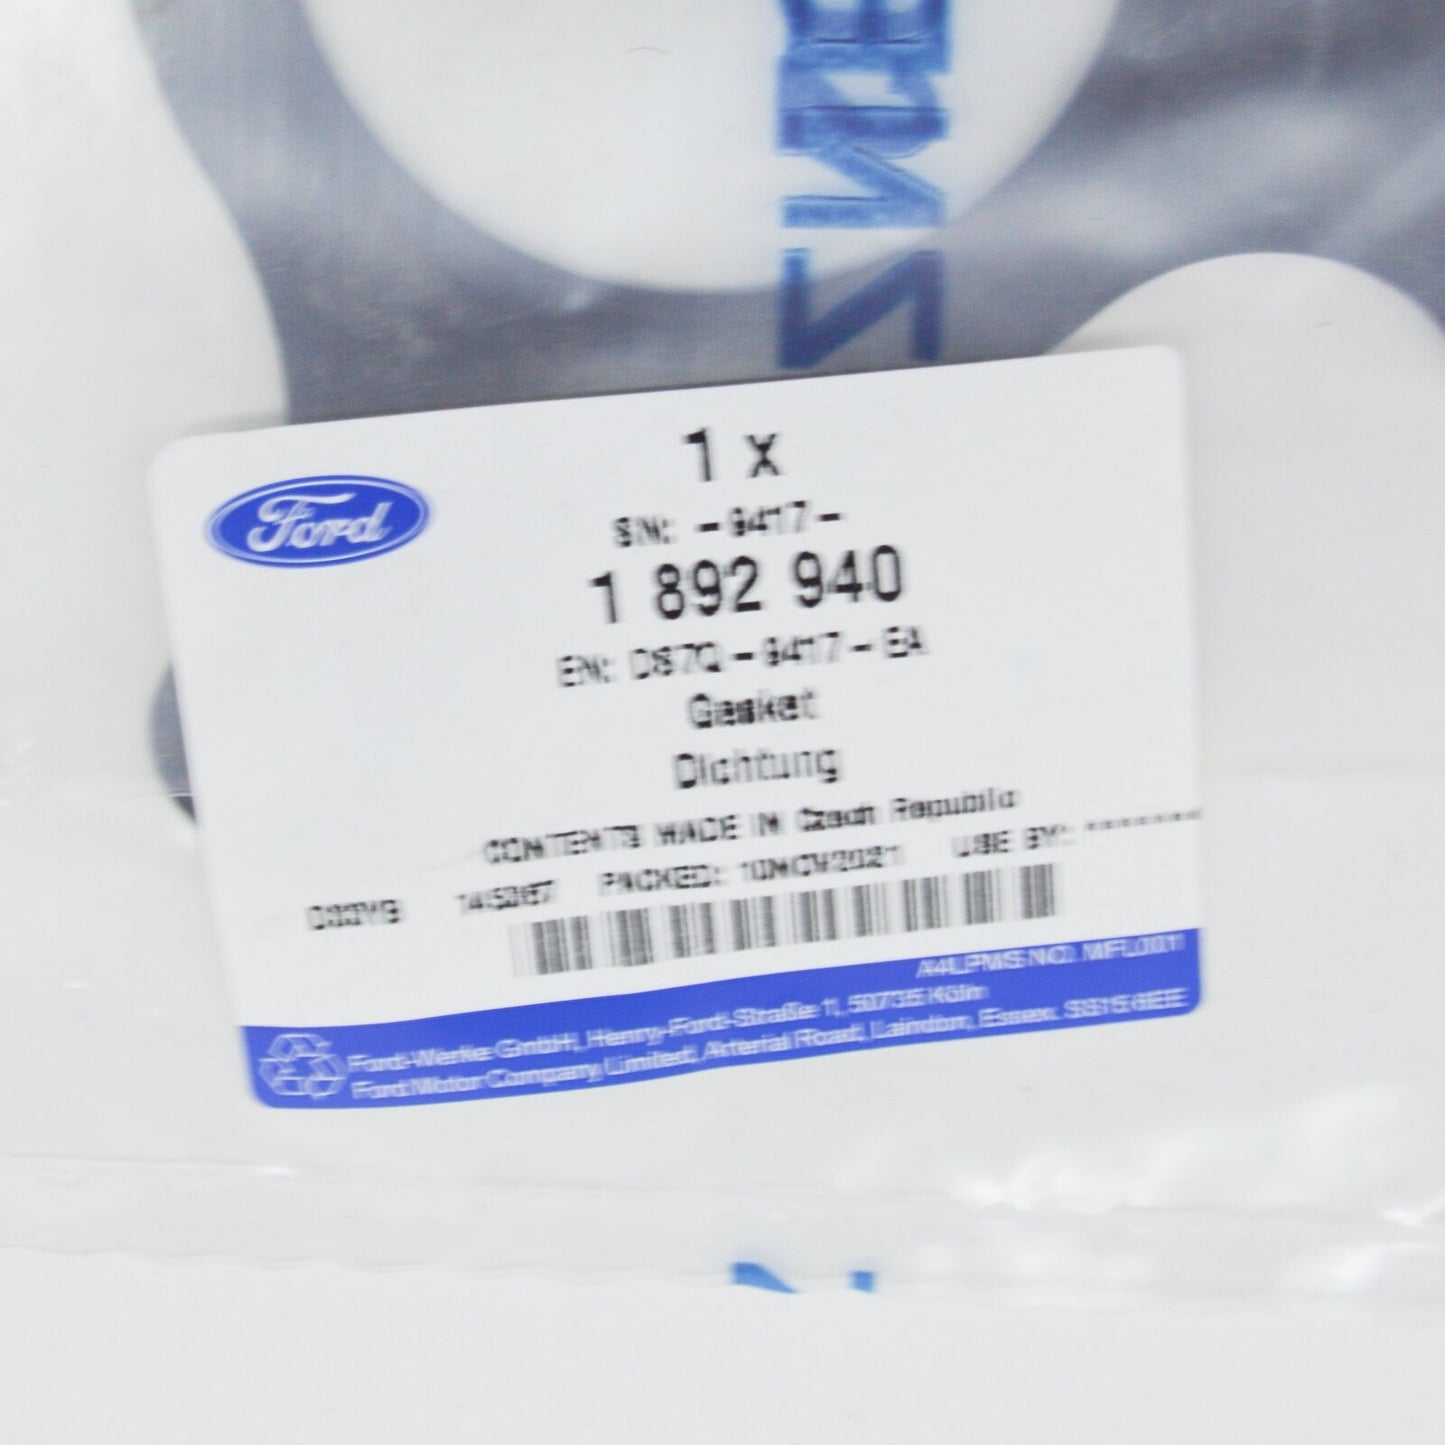 Ford
1 x
SN: -9417-
1 892 940
EN: DS7Q-9417-EA
Gasket
Dichtung
CONTENTS MADE IN Czech Republic
PACKED: 10NOV2021 USE BY: *******
Ford-Werke GmbH, Henry-Ford-Straße 1, 50735 Köln
Ford Motor Company Limited, Arterial Road, Laindon, Essex. SS15 6EE